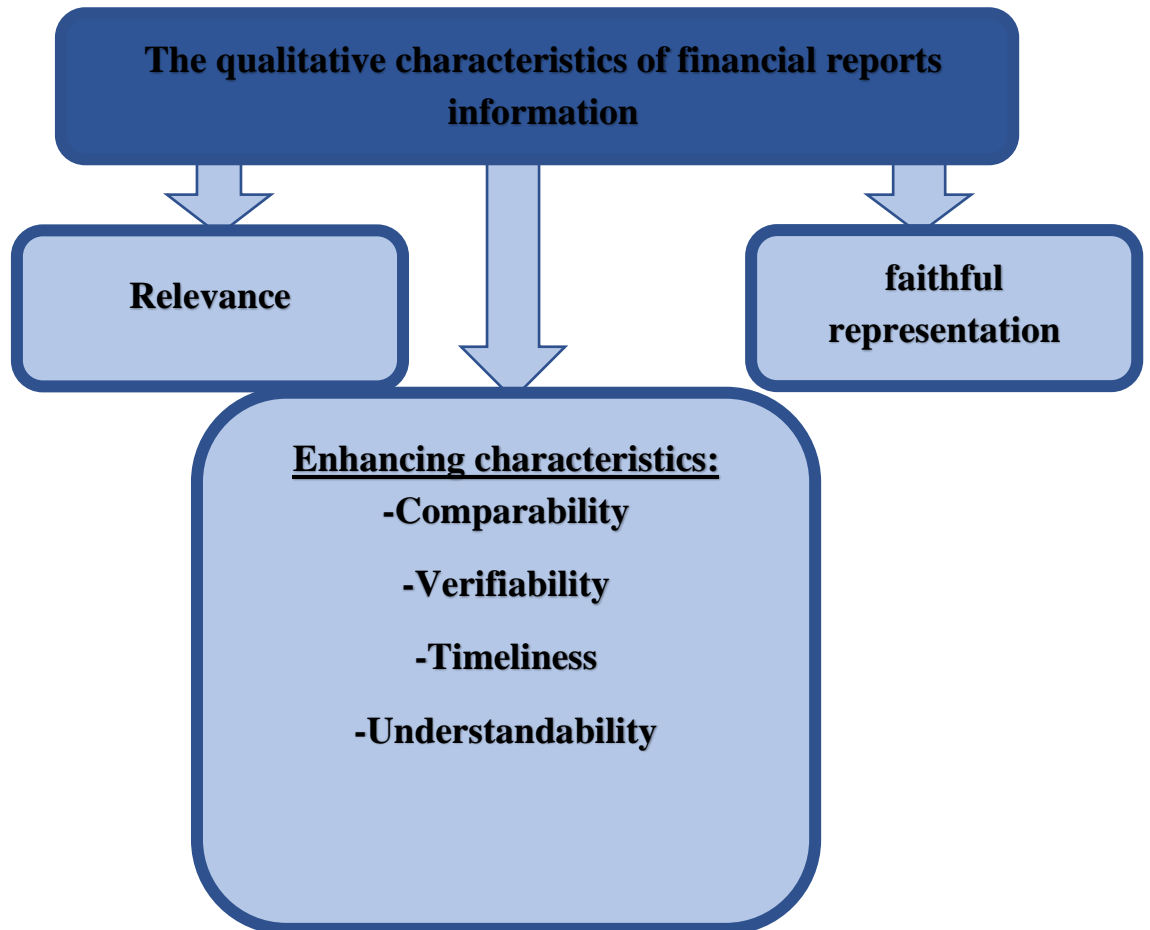 The qualitative characteristics of financial reports
information
Relevance
faithful
representation
Enhancing characteristics:
-Comparability
-Verifiability
-Timeliness
-Understandability